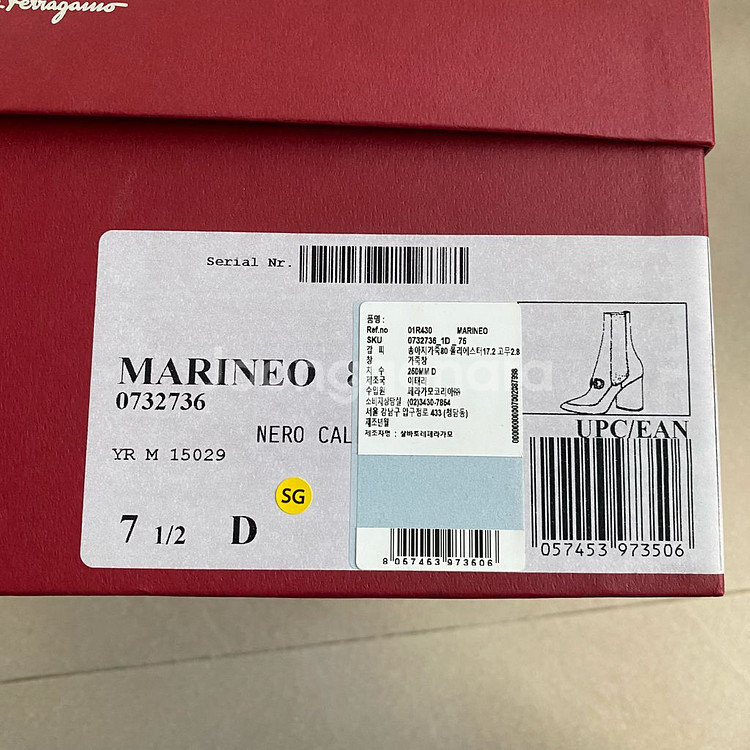 Ferragamo
Serial Nr.
MARINEO 8
0732736
NERO CAL
YR M 15029
SG
7 1/2 D
품명 :
Ref.no 01R430 MARINEO
SKU 0732736_1D_75
갑 피 송아지가죽80 폴리에스터17.2 고무2.8
창 가죽창
치 수 250MM D
제조국 이태리
수입원 페라가모코리아㈜
소비자상담실 (02)3430-7854
서울 강남구 압구정로 433 (청담동)
제조년월
제조자명 : 살바토레페라가모
8 057453 973506
UPC/EAN
057453 973506